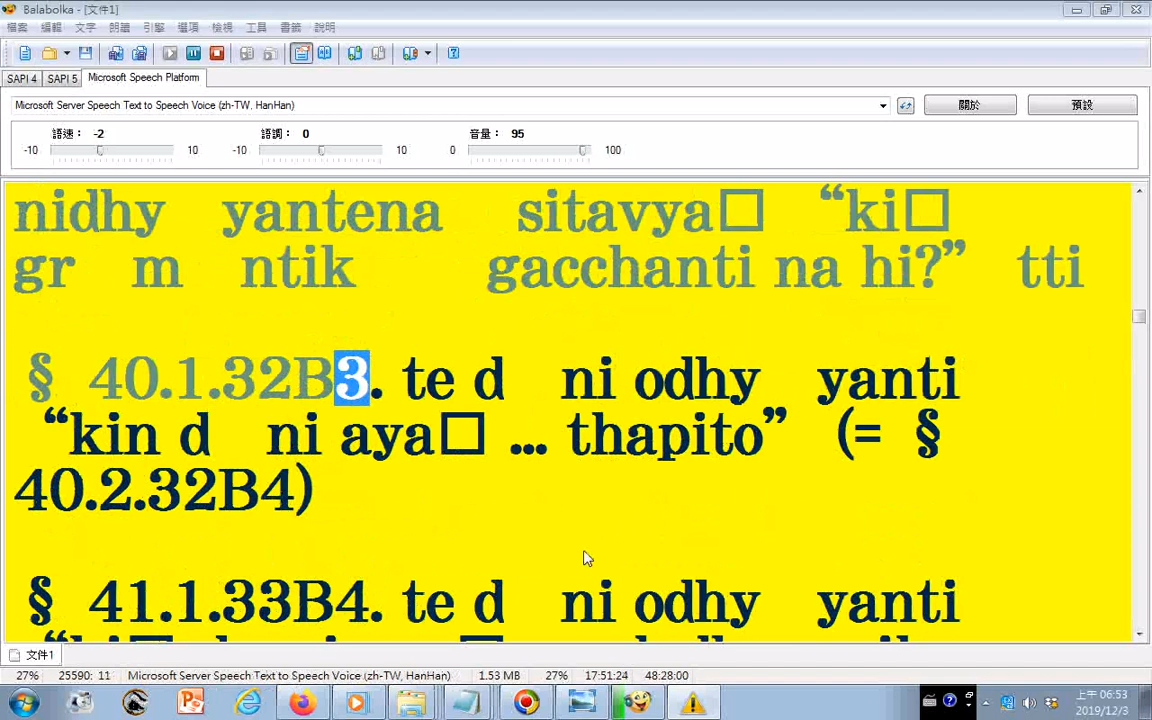 Balabolka - [文件1]
檔案 編輯 文字 朗誦 引擎 選項 檢視 工具 書籤 說明
SAPI 4 SAPI 5 Microsoft Speech Platform
Microsoft Server Speech Text to Speech Voice (zh-TW, HanHan)
關於 預設
語速： -2 語調： 0 音量： 95
-10 10 -10 10 0 100
nidhy yantena sitavya□ “ki□
gr m ntik gacchanti na hi?” tti
§ 40.1.32B3. te d ni odhy yanti
“kin d ni aya□ ... thapito” (= §
40.2.32B4)
§ 41.1.33B4. te d ni odhy yanti
文件1
27% 25590: 11 Microsoft Server Speech Text to Speech Voice (zh-TW, HanHan) 1.53 MB 27% 17:51:24 48:28:00
上午 06:53
2019/12/3